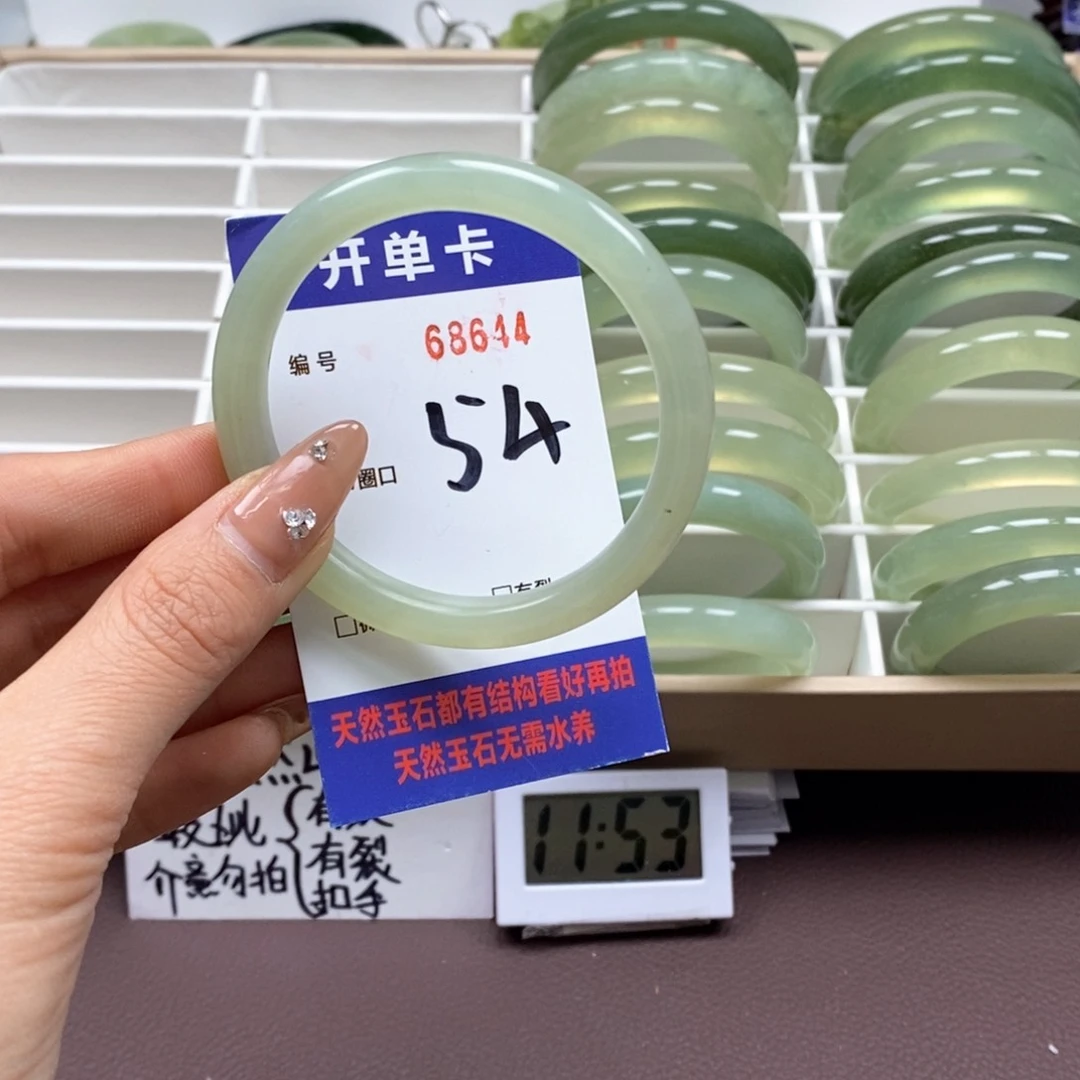 开单卡
编号 68644
圈口 54
天然玉石都有结构看好再拍
天然玉石无需水养
介意勿拍
有裂
扣手
11:53